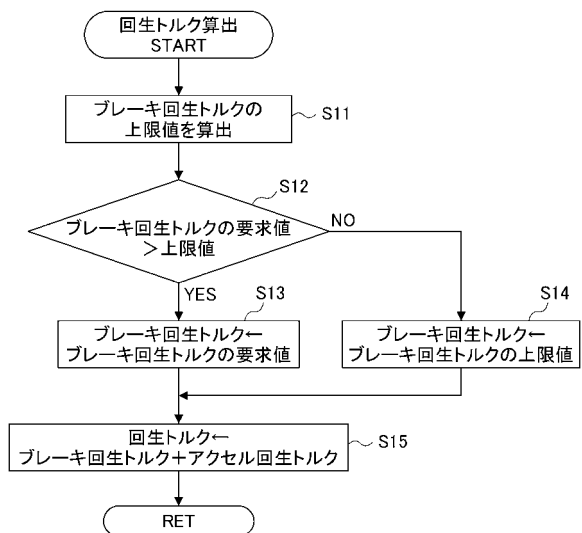 回生トルク算出
START
ブレーキ回生トルクの
上限値を算出
S11
S12
ブレーキ回生トルクの要求値
＞上限値
NO
YES
S13
ブレーキ回生トルク←
ブレーキ回生トルクの要求値
S14
ブレーキ回生トルク←
ブレーキ回生トルクの上限値
回生トルク←
ブレーキ回生トルク＋アクセル回生トルク
S15
RET